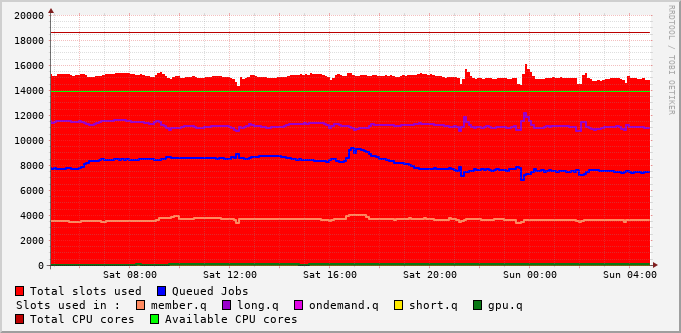 20000
18000
16000
14000
12000
10000
8000
6000
4000
2000
0
Sat 08:00 Sat 12:00 Sat 16:00 Sat 20:00 Sun 00:00 Sun 04:00
Total slots used Queued Jobs
Slots used in : member.q long.q ondemand.q short.q gpu.q
Total CPU cores Available CPU cores
RRDTOOL / TOBI OETIKER